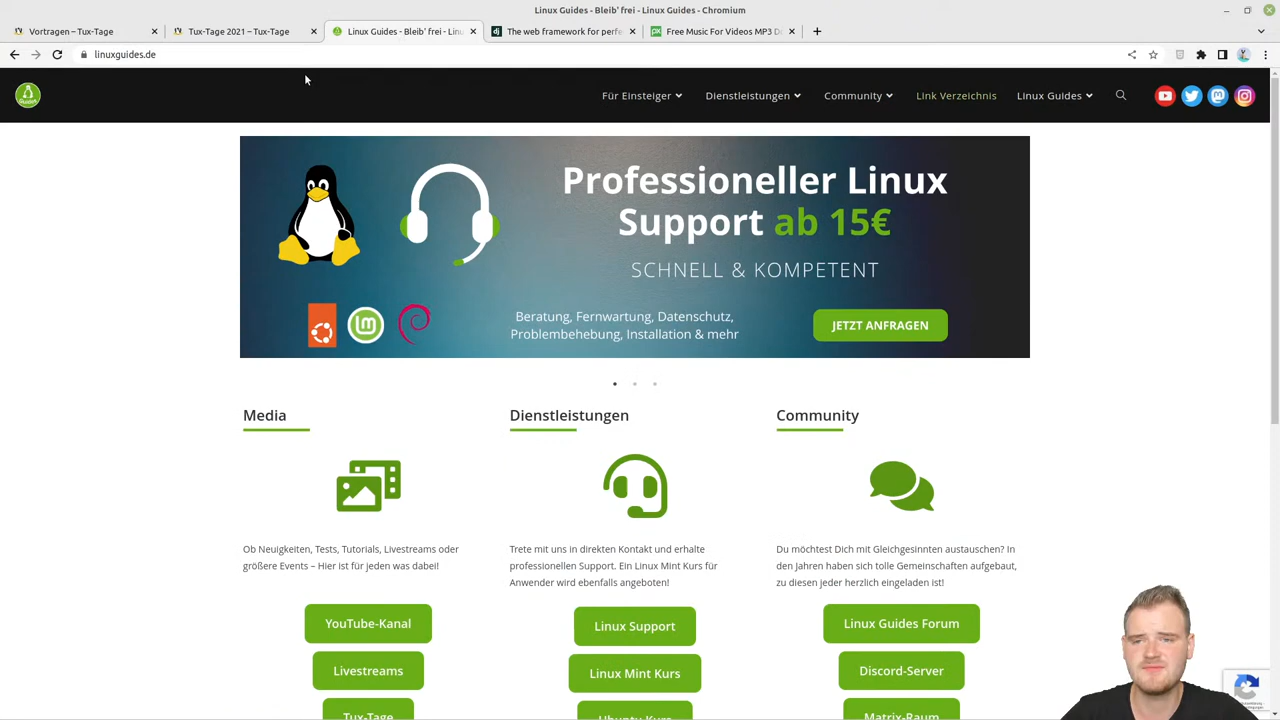 Linux Guides - Bleib' frei - Linux Guides - Chromium
Vortragen – Tux-Tage
Tux-Tage 2021 – Tux-Tage
Linux Guides - Bleib' frei - Linu
The web framework for perfe
Free Music For Videos MP3 D
linuxguides.de
Für Einsteiger
Dienstleistungen
Community
Link Verzeichnis
Linux Guides
Professioneller Linux
Support ab 15€
SCHNELL & KOMPETENT
Beratung, Fernwartung, Datenschutz,
Problembehebung, Installation & mehr
JETZT ANFRAGEN
Media
Dienstleistungen
Community
Ob Neuigkeiten, Tests, Tutorials, Livestreams oder
größere Events – Hier ist für jeden was dabei!
Trete mit uns in direkten Kontakt und erhalte
professionellen Support. Ein Linux Mint Kurs für
Anwender wird ebenfalls angeboten!
Du möchtest Dich mit Gleichgesinnten austauschen? In
den Jahren haben sich tolle Gemeinschaften aufgebaut,
zu diesen jeder herzlich eingeladen ist!
YouTube-Kanal
Linux Support
Linux Guides Forum
Livestreams
Linux Mint Kurs
Discord-Server
Tux-Tage
Ubuntu Kurs
Matrix-Raum